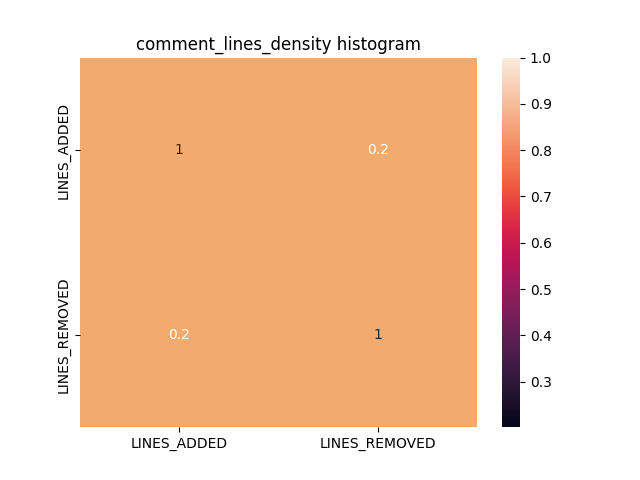 comment_lines_density histogram
LINES_ADDED
LINES_REMOVED
1
0.2
0.2
1
LINES_ADDED
LINES_REMOVED
1.0
0.9
0.8
0.7
0.6
0.5
0.4
0.3